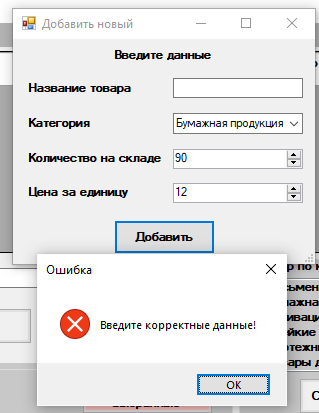 Добавить новый
Введите данные
Название товара
Категория
Бумажная продукция
Количество на складе
90
Цена за единицу
12
Добавить
Ошибка
Введите корректные данные!
OK